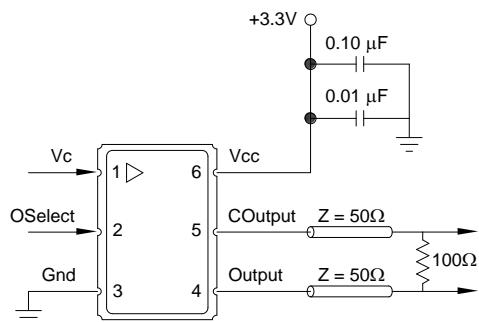 +3.3V
0.10 μF
0.01 μF
Vc 1 6 Vcc
OSelect 2 5 COutput Z = 50Ω
100Ω
Gnd 3 4 Output Z = 50Ω